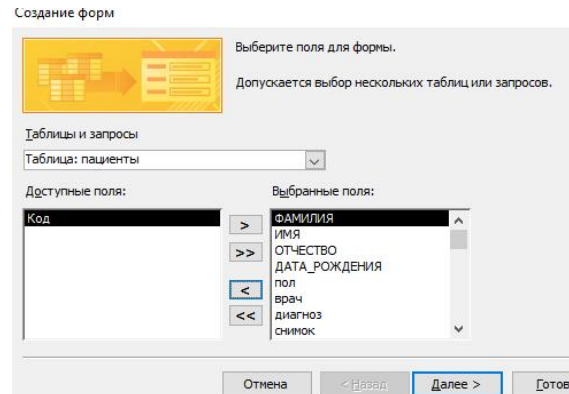 Создание форм
Выберите поля для формы.
Допускается выбор нескольких таблиц или запросов.
Таблицы и запросы
Таблица: пациенты
Доступные поля:
Выбранные поля:
Код
>
>>
<
<<
ФАМИЛИЯ
ИМЯ
ОТЧЕСТВО
ДАТА_РОЖДЕНИЯ
пол
врач
диагноз
снимок
Отмена
< Назад
Далее >
Готов